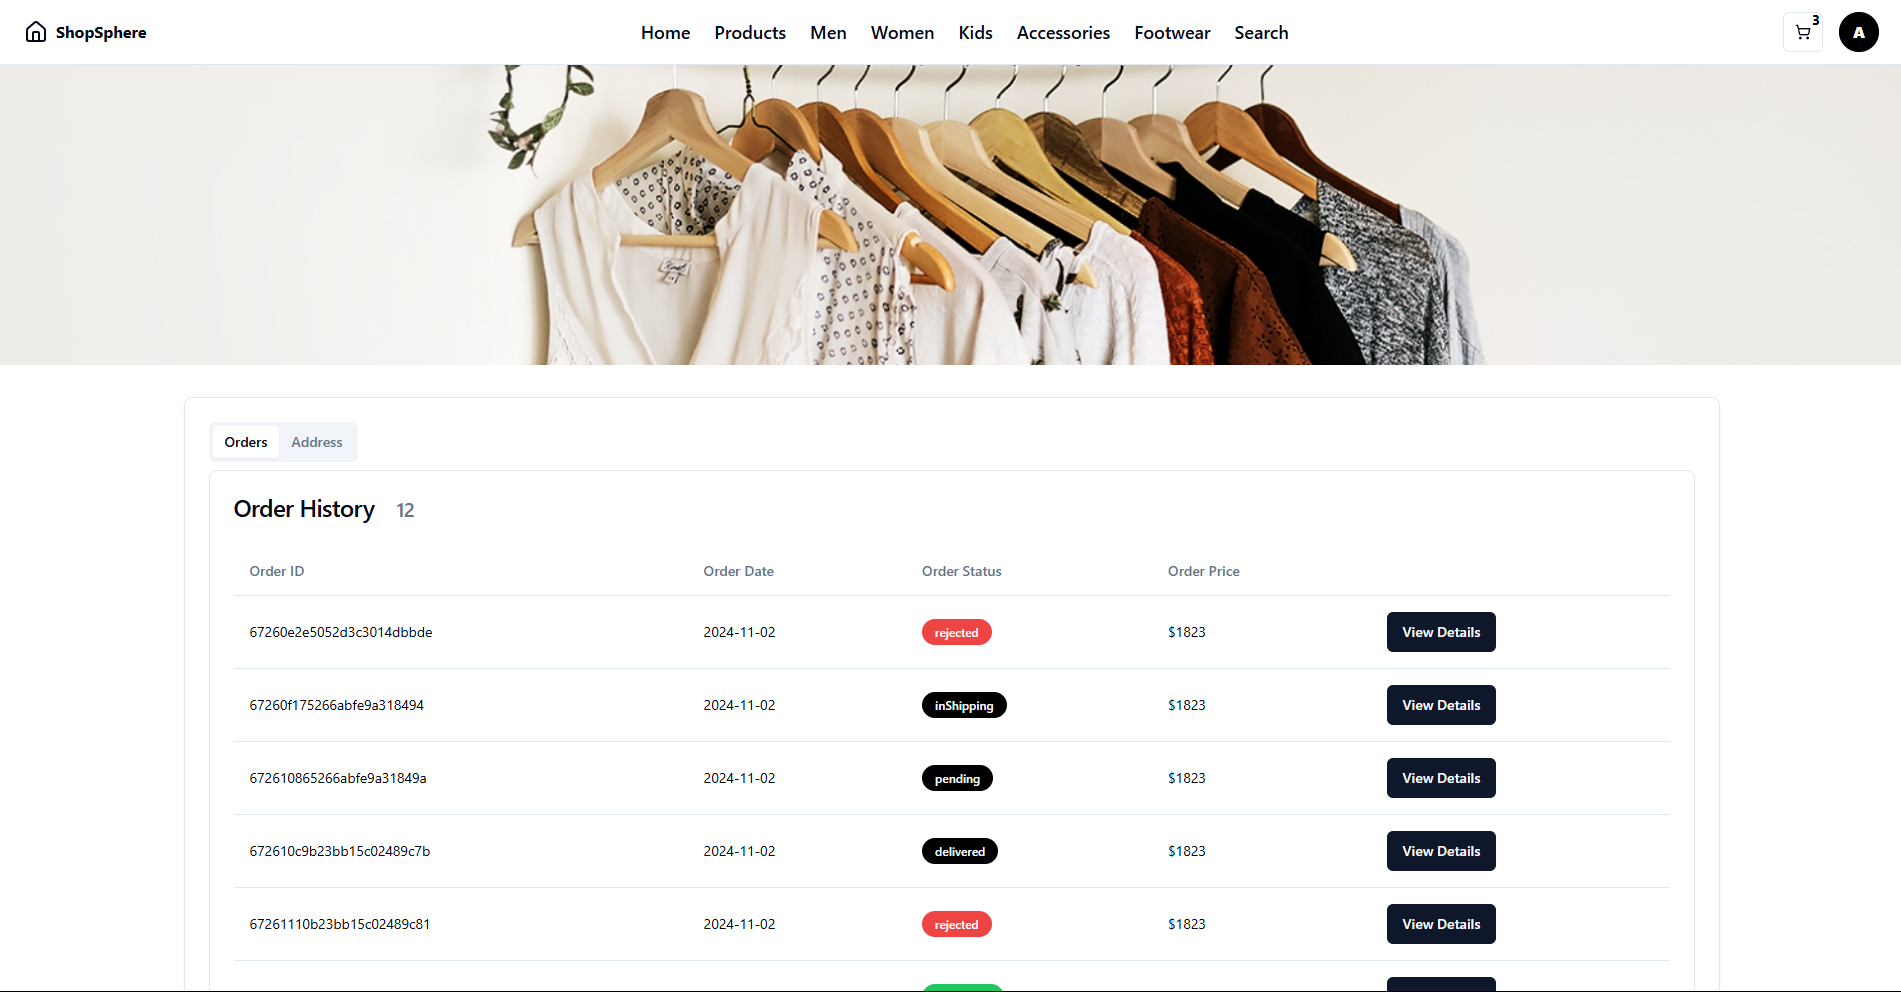 ShopSphere
Home Products Men Women Kids Accessories Footwear Search
3
A
Orders Address
Order History 12
Order ID Order Date Order Status Order Price
67260e2e5052d3c3014dbbde 2024-11-02 rejected $1823 View Details
67260f175266abfe9a318494 2024-11-02 inShipping $1823 View Details
672610865266abfe9a31849a 2024-11-02 pending $1823 View Details
672610c9b23bb15c02489c7b 2024-11-02 delivered $1823 View Details
67261110b23bb15c02489c81 2024-11-02 rejected $1823 View Details